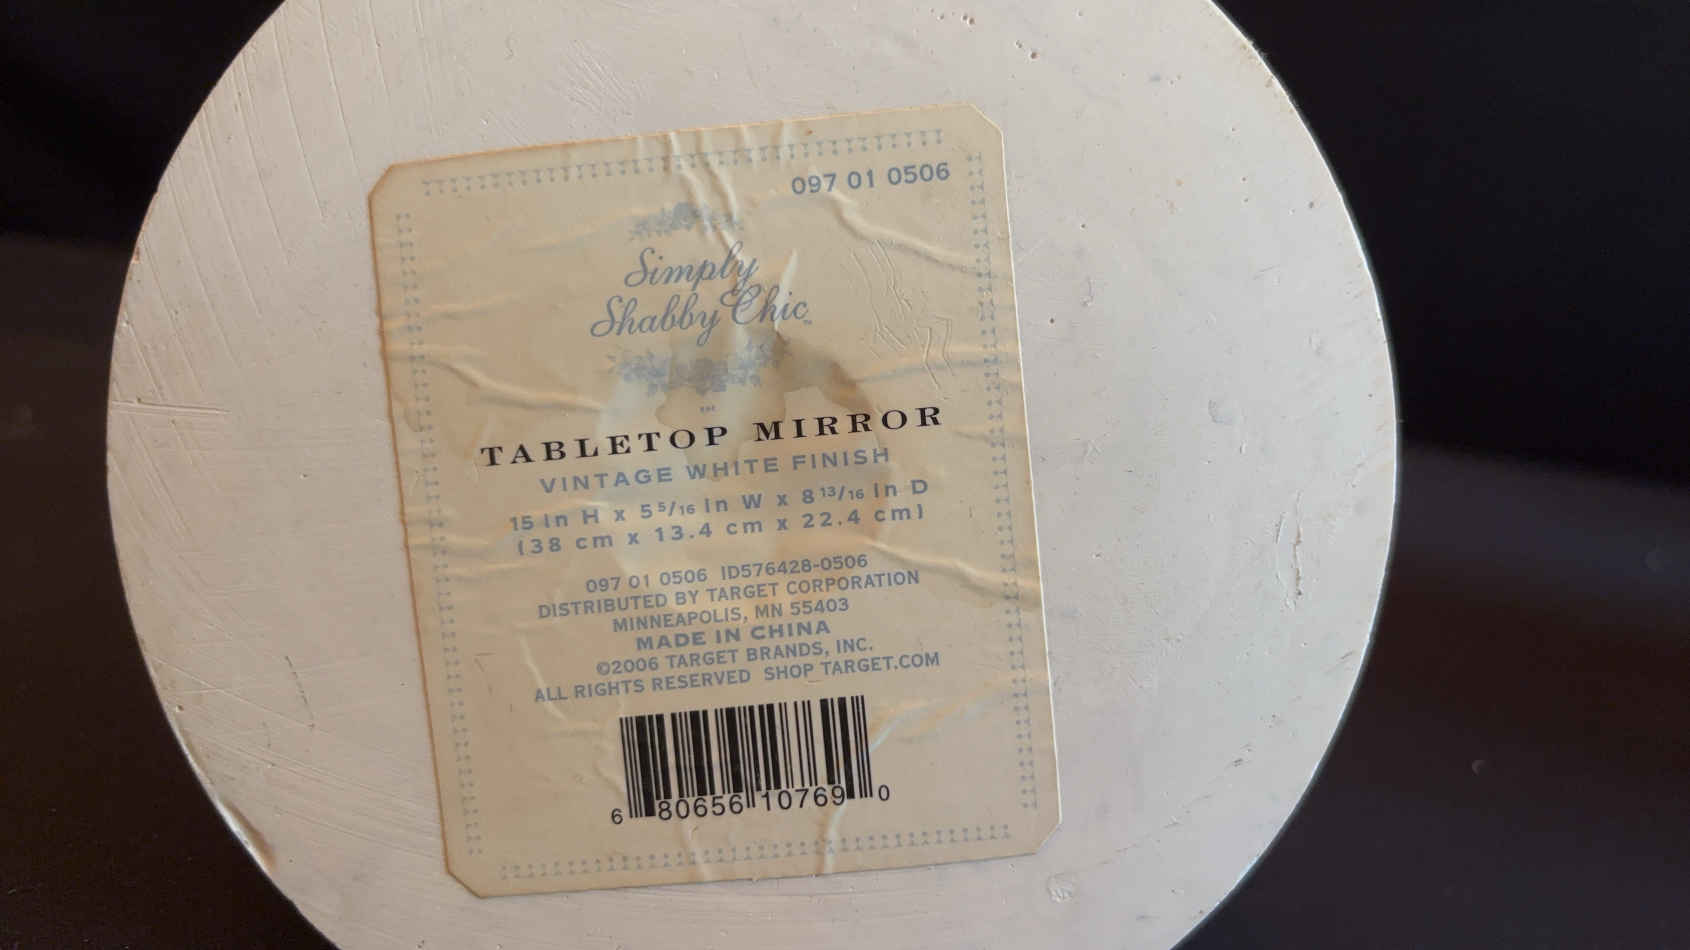 097 01 0506
Simply
Shabby Chic™
TABLETOP MIRROR
VINTAGE WHITE FINISH
15 in H x 5 5/16 in W x 8 13/16 in D
(38 cm x 13.4 cm x 22.4 cm)
097 01 0506 ID576428-0506
DISTRIBUTED BY TARGET CORPORATION
MINNEAPOLIS, MN 55403
MADE IN CHINA
©2006 TARGET BRANDS, INC.
ALL RIGHTS RESERVED SHOP TARGET.COM
6 80656 10769 0